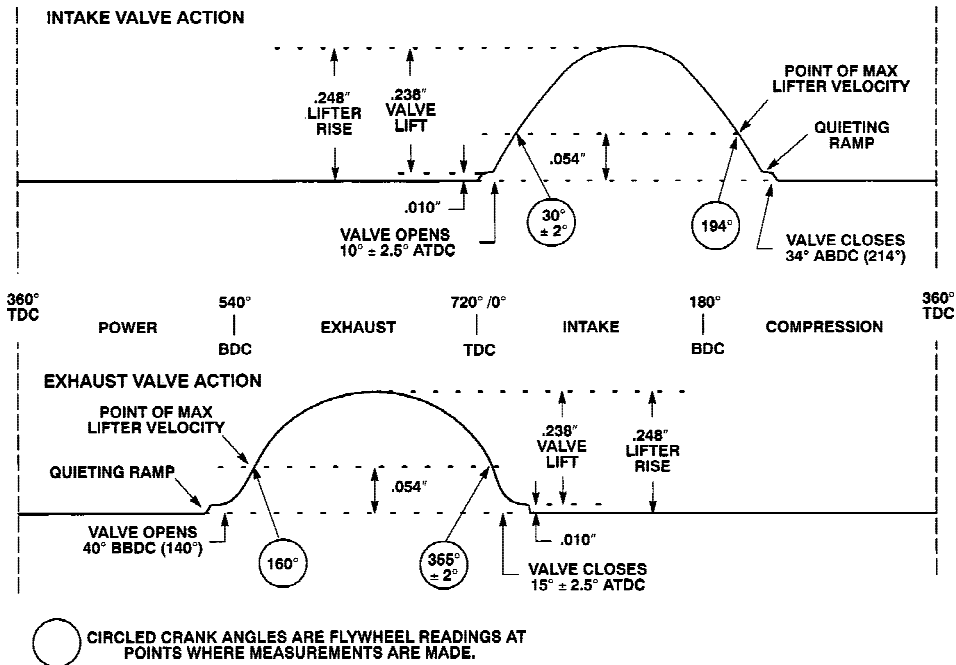 INTAKE VALVE ACTION
.248"
LIFTER
RISE
.238"
VALVE
LIFT
.010"
VALVE OPENS
10° ± 2.5° ATDC
.054"
30°
± 2°
194°
POINT OF MAX
LIFTER VELOCITY
QUIETING
RAMP
VALVE CLOSES
34° ABDC (214°)
360°
TDC
POWER
540°
BDC
EXHAUST
720° /0°
TDC
INTAKE
180°
BDC
COMPRESSION
360°
TDC
EXHAUST VALVE ACTION
POINT OF MAX
LIFTER VELOCITY
QUIETING RAMP
VALVE OPENS
40° BBDC (140°)
160°
.054"
355°
± 2°
.238"
VALVE
LIFT
.248"
LIFTER
RISE
.010"
VALVE CLOSES
15° ± 2.5° ATDC
CIRCLED CRANK ANGLES ARE FLYWHEEL READINGS AT
POINTS WHERE MEASUREMENTS ARE MADE.